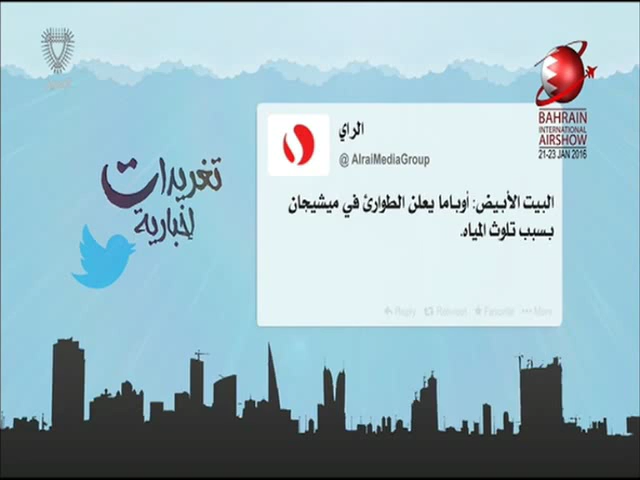 BAHRAIN
INTERNATIONAL
AIRSHOW
21-23 JAN 2016
تغريدات
إخبارية
الراي
@ AlraiMediaGroup
البيت الأبيض: أوباما يعلن الطوارئ في ميشيجان
بسبب تلوث المياه.
Reply Retweet Favorite More